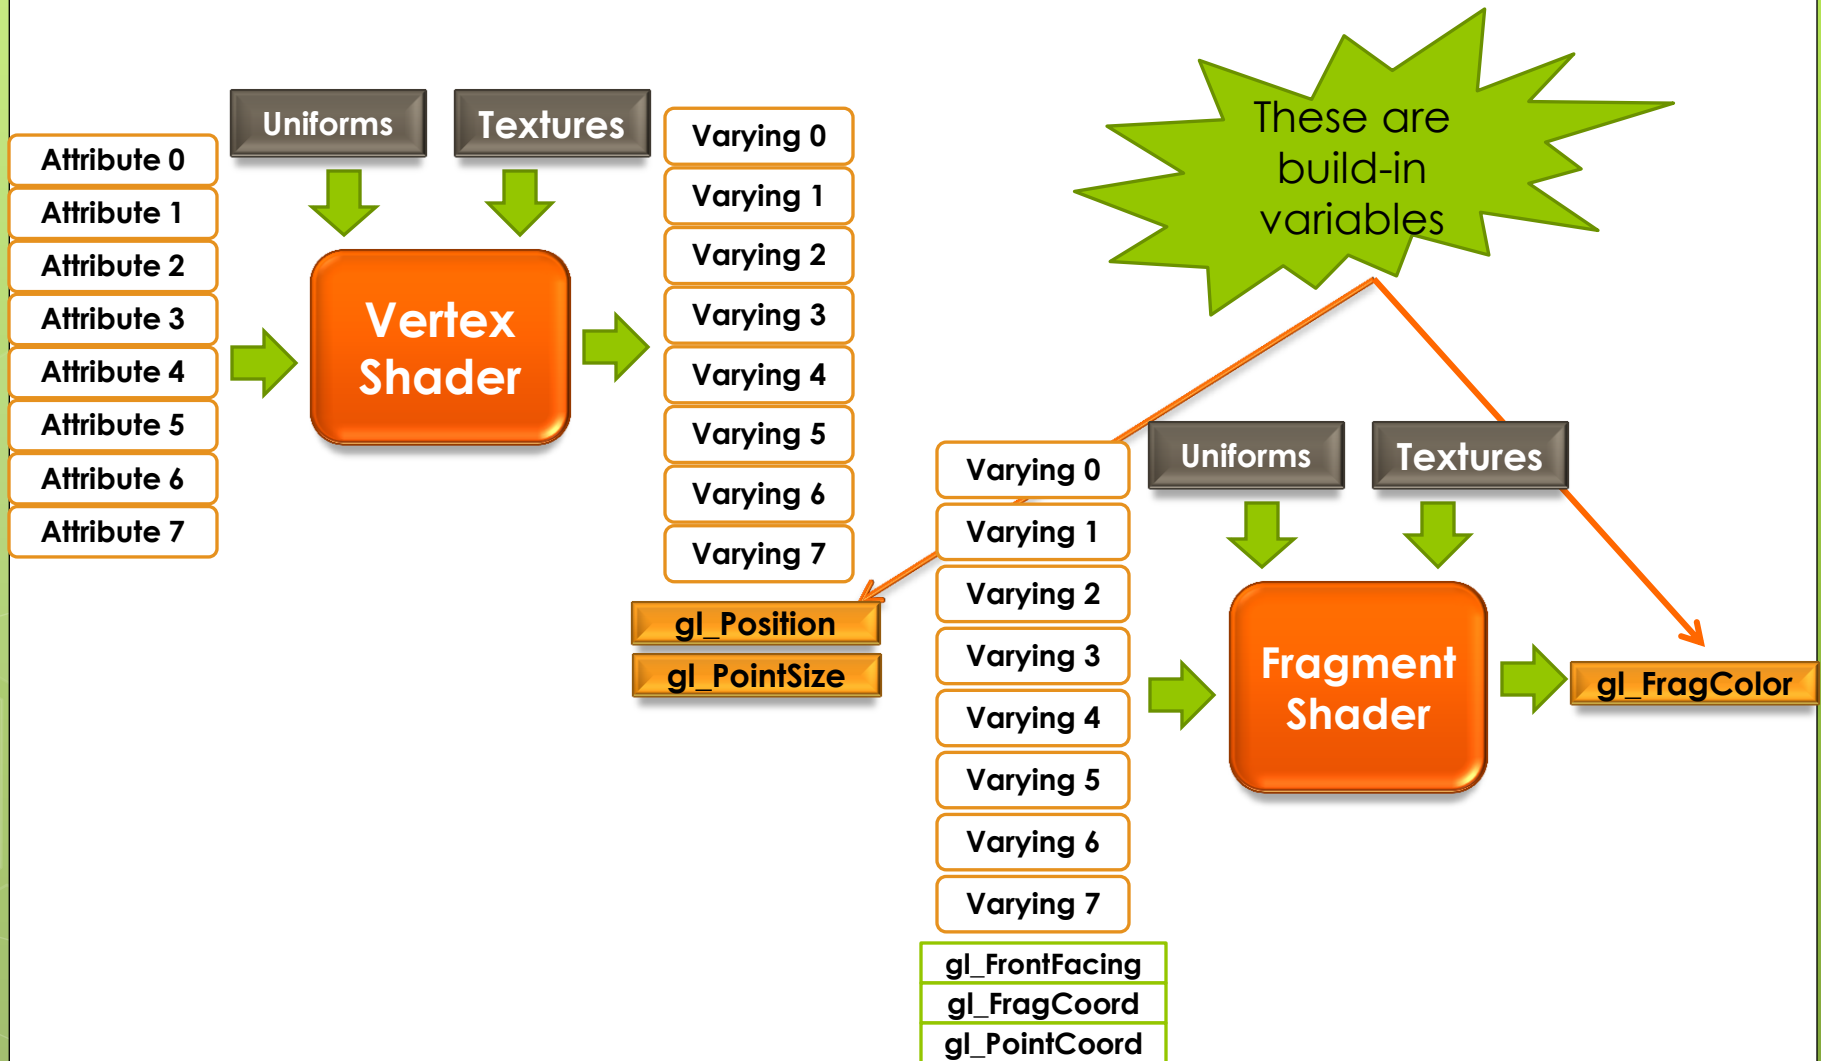 Attribute 0
Attribute 1
Attribute 2
Attribute 3
Attribute 4
Attribute 5
Attribute 6
Attribute 7
Uniforms
Textures
Vertex
Shader
Varying 0
Varying 1
Varying 2
Varying 3
Varying 4
Varying 5
Varying 6
Varying 7
gl_Position
gl_PointSize
These are
build-in
variables
Varying 0
Varying 1
Varying 2
Varying 3
Varying 4
Varying 5
Varying 6
Varying 7
gl_FrontFacing
gl_FragCoord
gl_PointCoord
Uniforms
Textures
Fragment
Shader
gl_FragColor